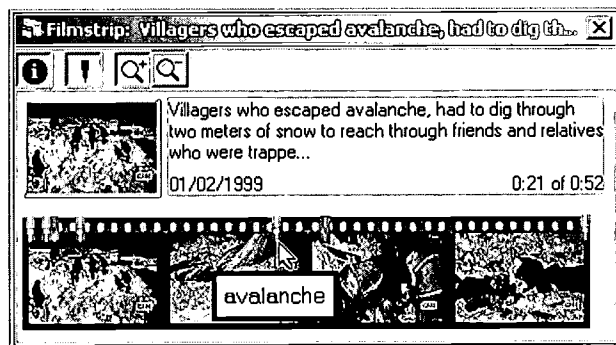 Filmstrip: Villagers who escaped avalanche, had to dig th...
Villagers who escaped avalanche, had to dig through
two meters of snow to reach through friends and relatives
who were trappe...
01/02/1999 0:21 of 0:52
avalanche